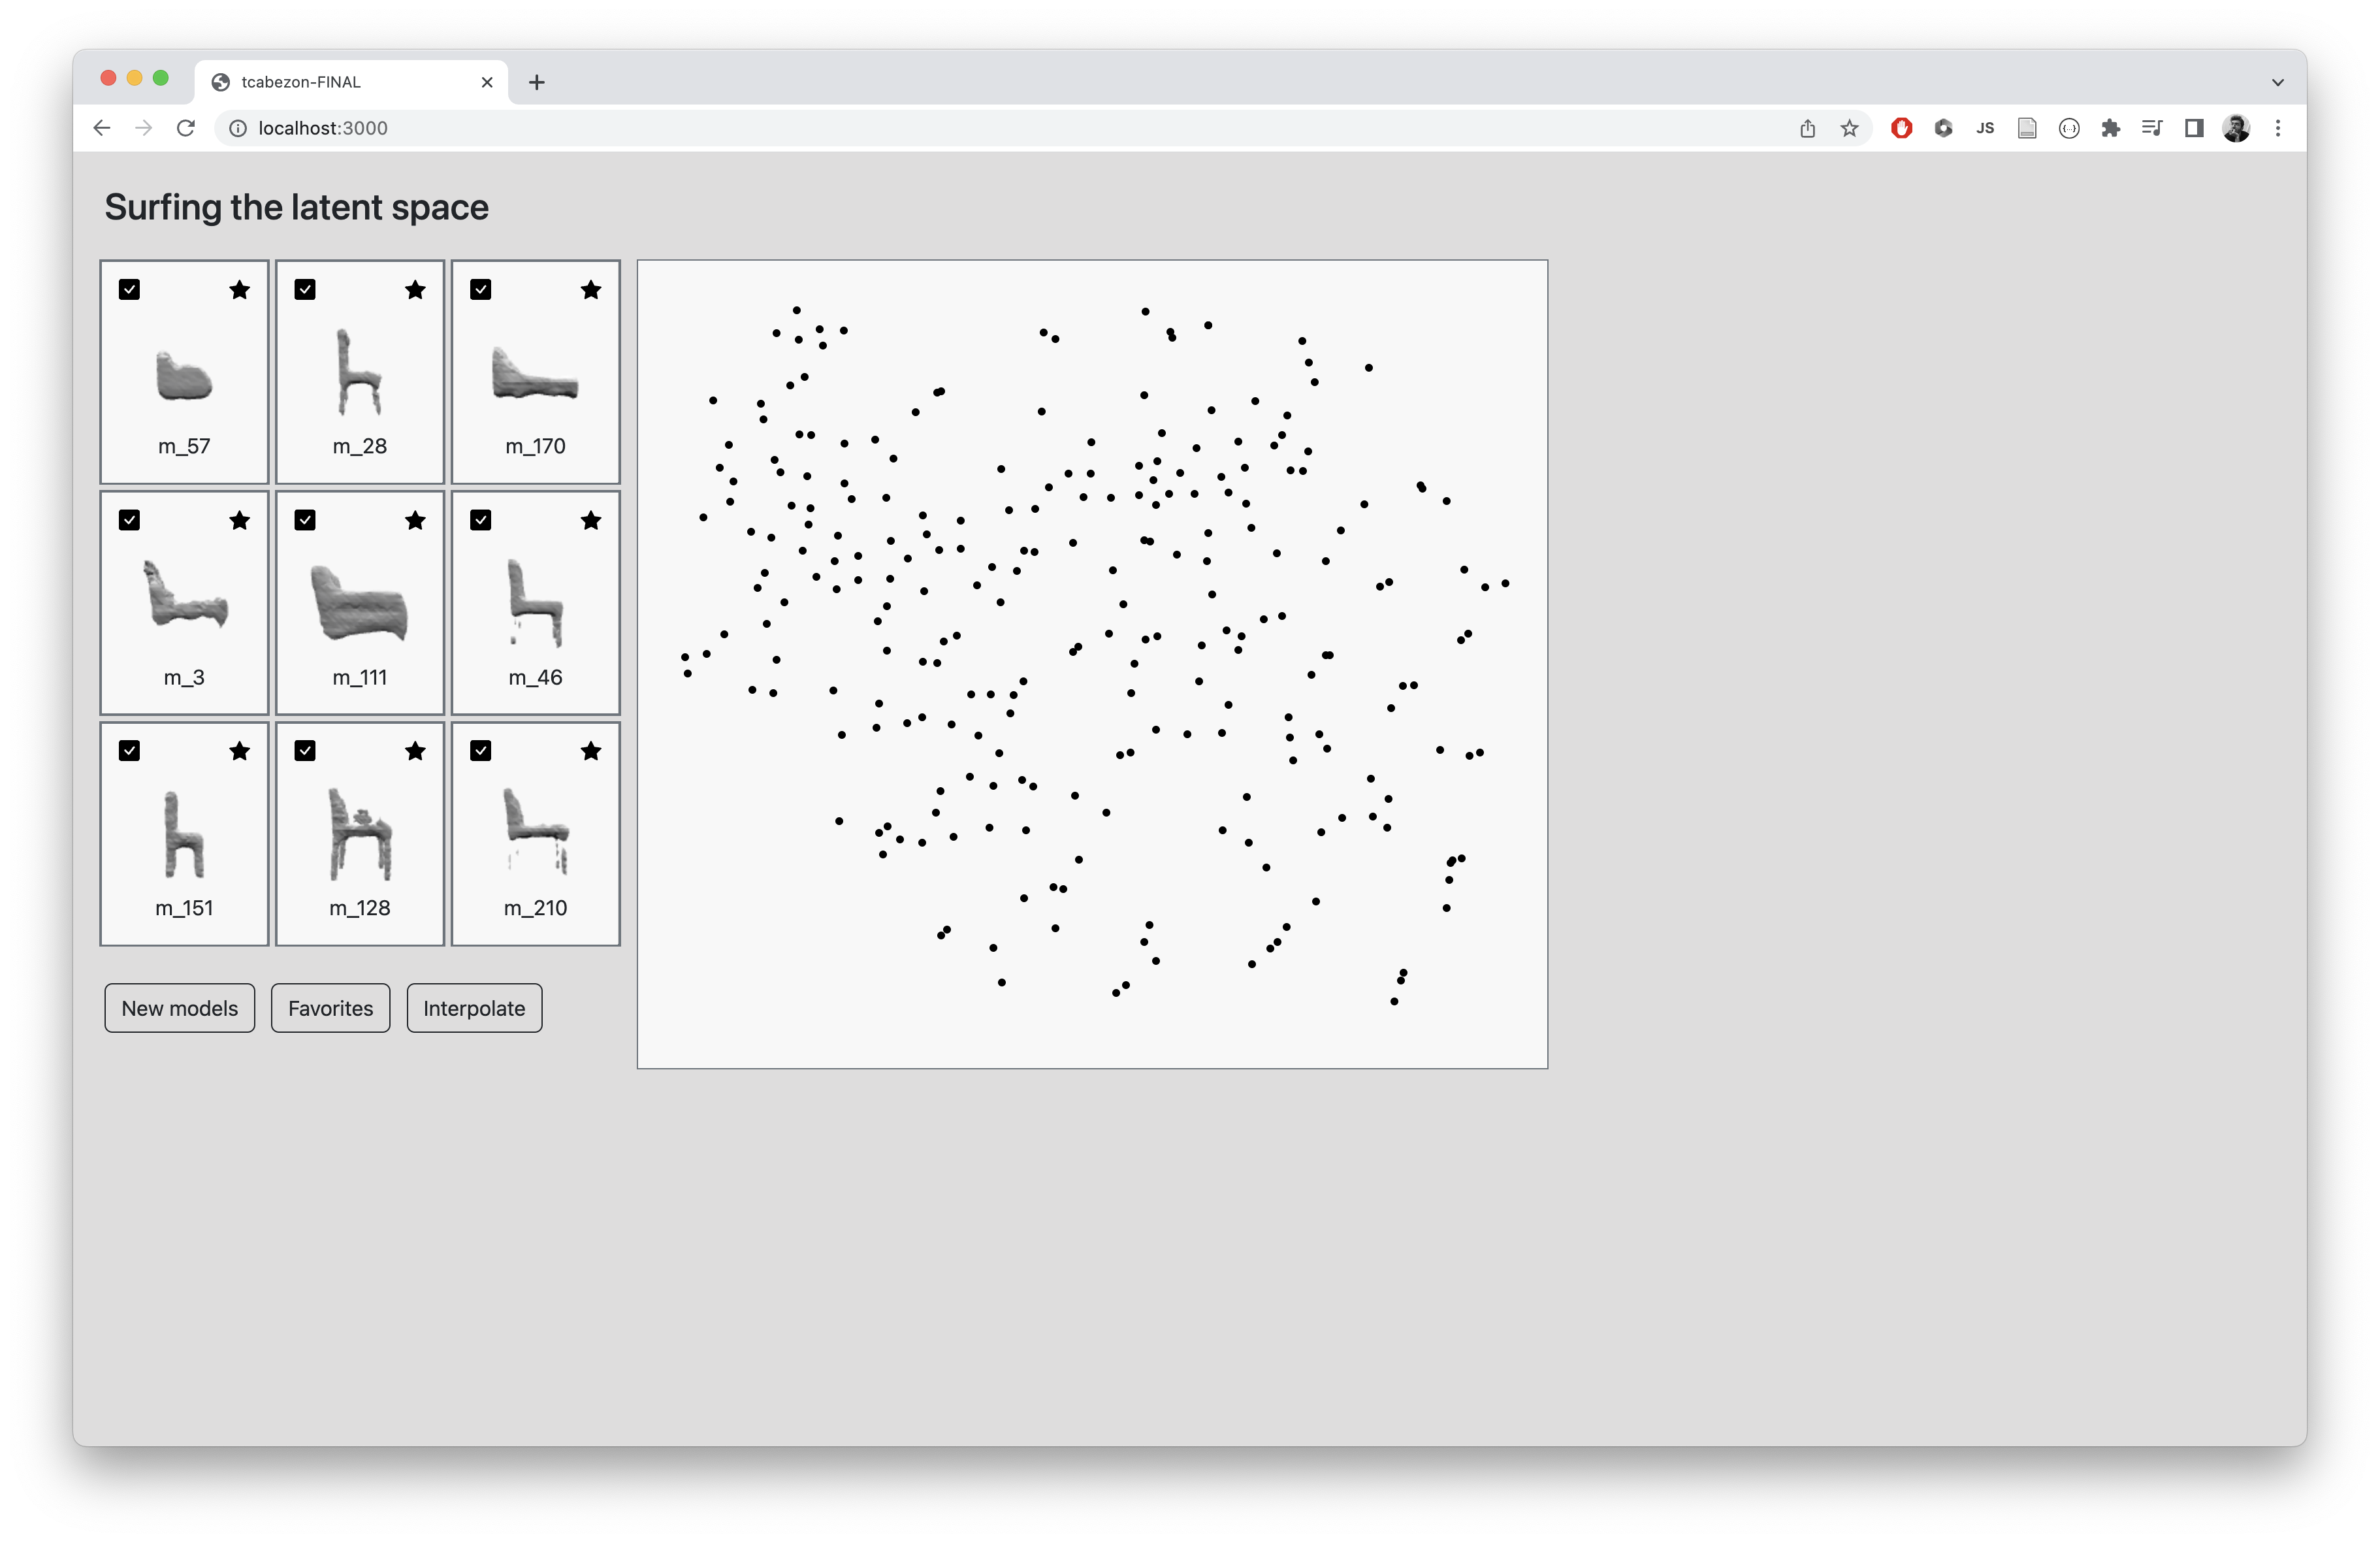 tcabezon-FINAL
localhost:3000
JS
Surfing the latent space
m_57
m_28
m_170
m_3
m_111
m_46
m_151
m_128
m_210
New models
Favorites
Interpolate